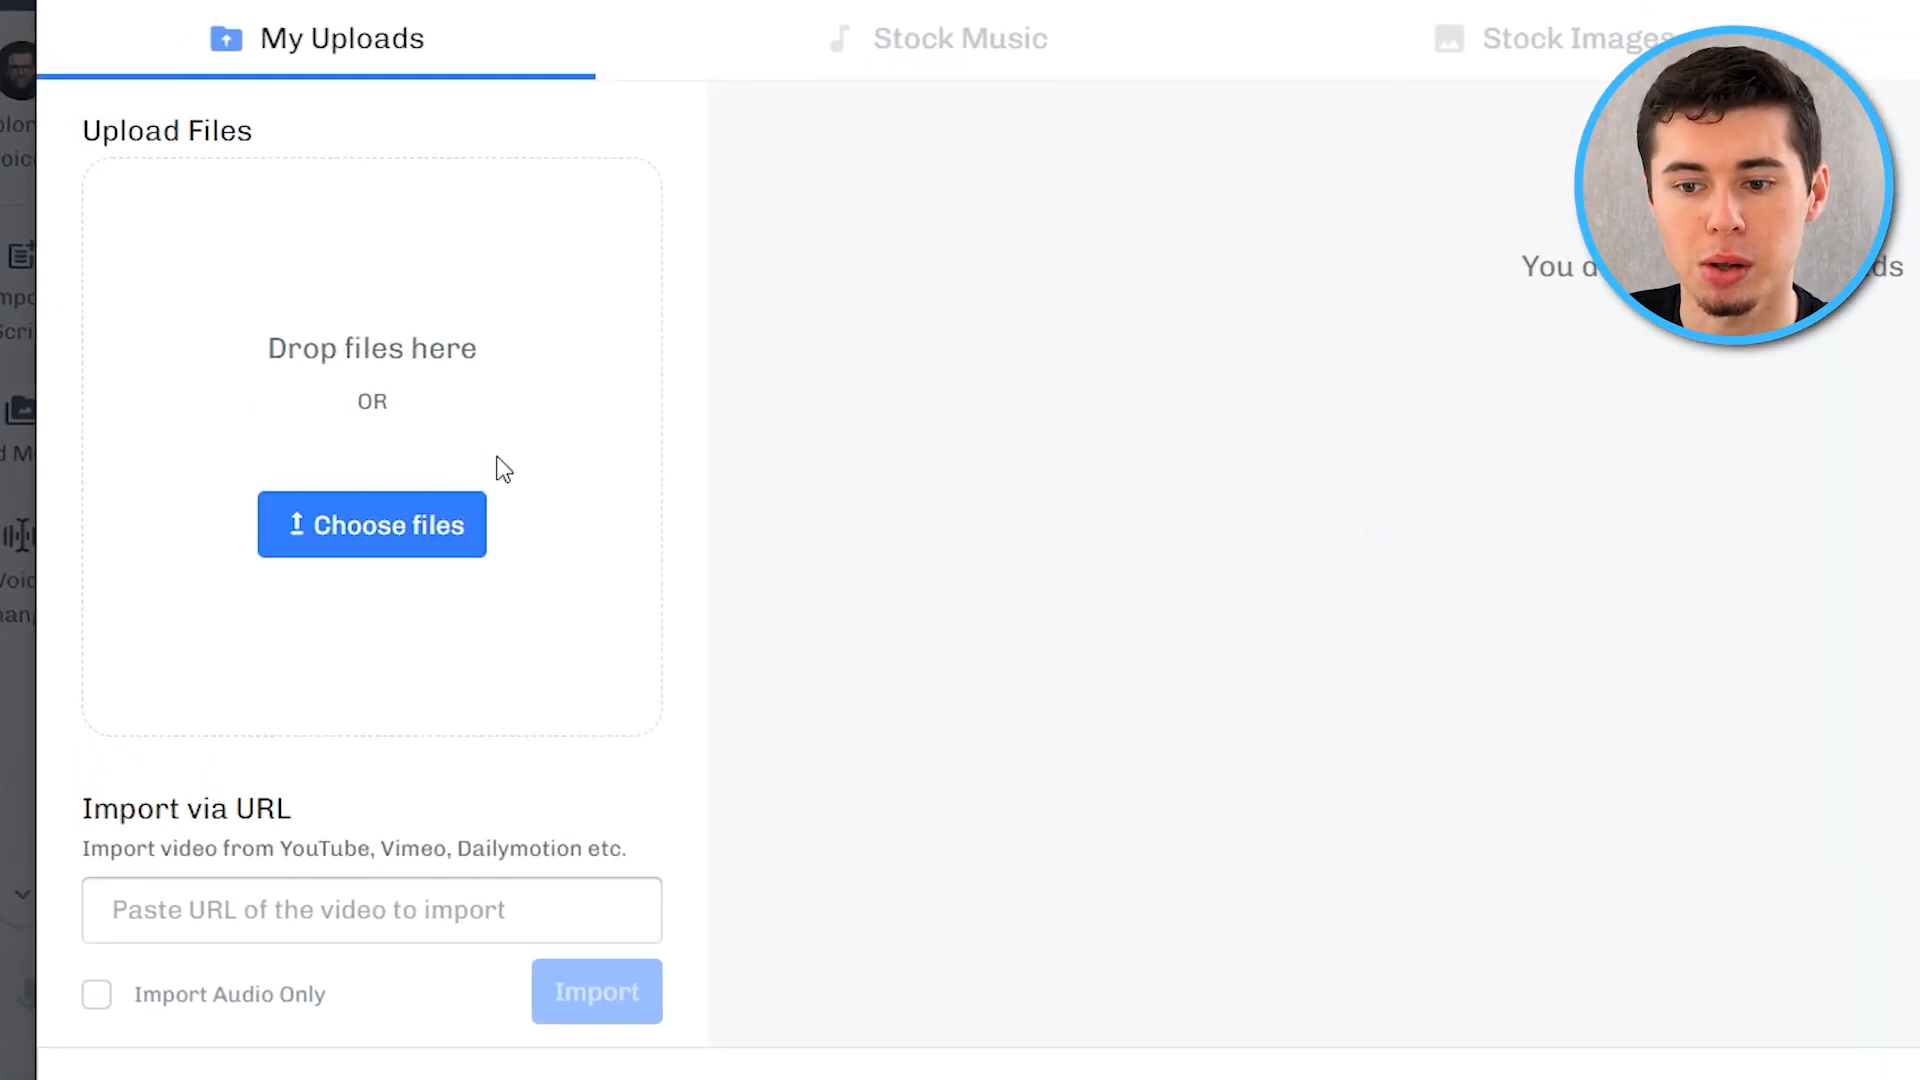 My Uploads
Stock Music
Stock Images
Upload Files
Drop files here
OR
Choose files
You
Import via URL
Import video from YouTube, Vimeo, Dailymotion etc.
Paste URL of the video to import
Import Audio Only
Import